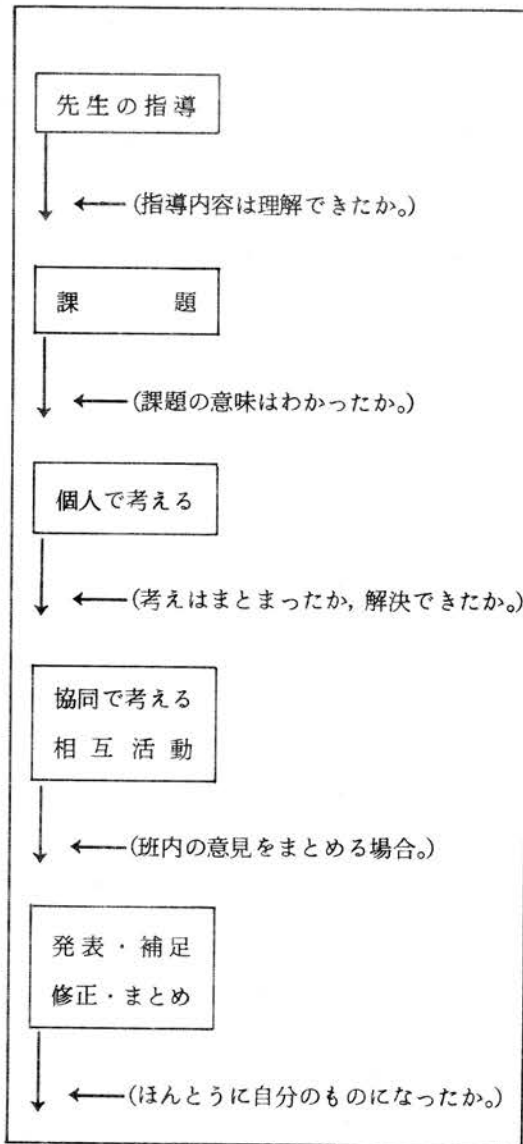 先生の指導
(指導内容は理解できたか。)
課　　題
(課題の意味はわかったか。)
個人で考える
(考えはまとまったか, 解決できたか。)
協同で考える
相互活動
(班内の意見をまとめる場合。)
発表・補足
修正・まとめ
(ほんとうに自分のものになったか。)